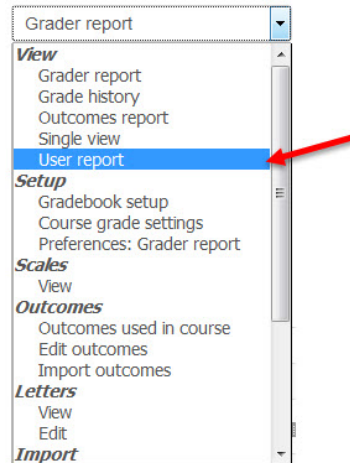 Grader report
View
Grader report
Grade history
Outcomes report
Single view
User report
Setup
Gradebook setup
Course grade settings
Preferences: Grader report
Scales
View
Outcomes
Outcomes used in course
Edit outcomes
Import outcomes
Letters
View
Edit
Import